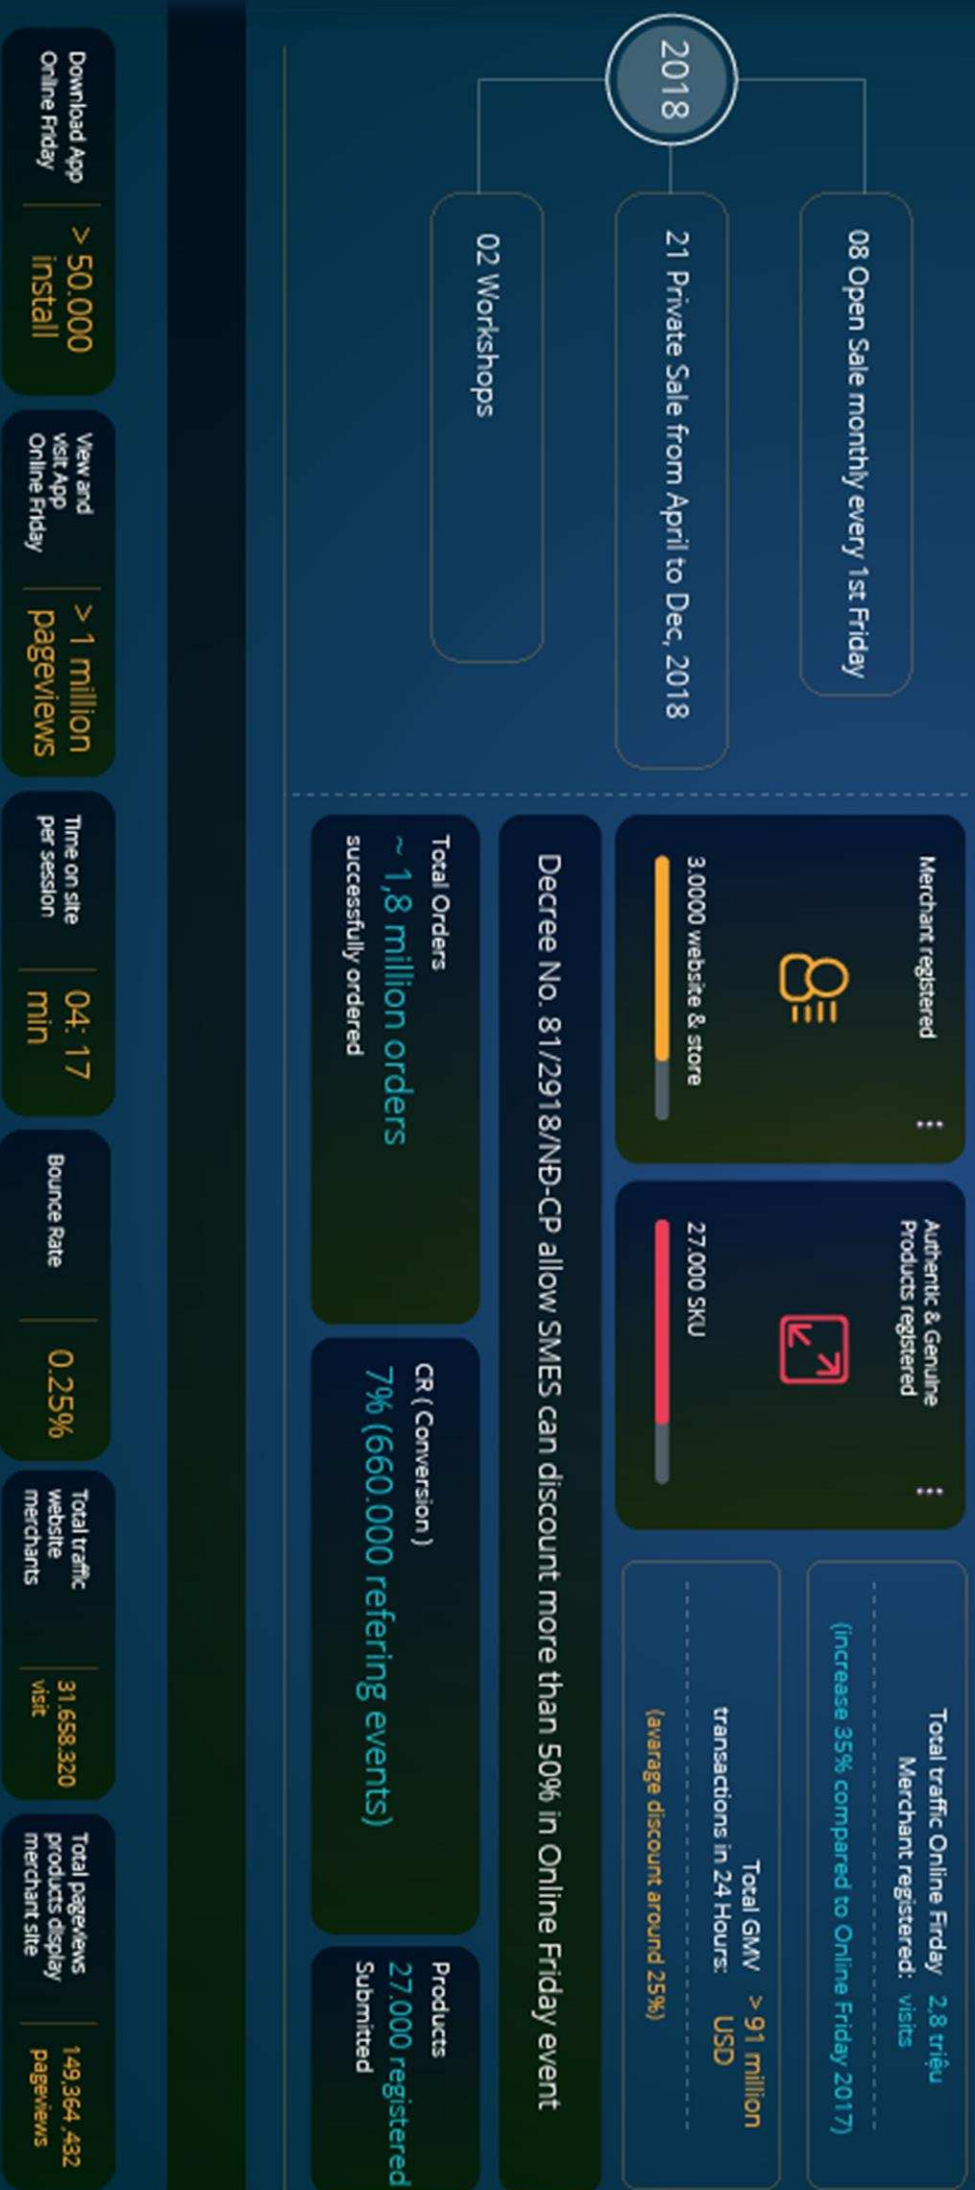 2018
08 Open Sale monthly every 1st Friday
21 Private Sale from April to Dec, 2018
02 Workshops
Merchant registered
3.0000 website & store
Authentic & Genuine
Products registered
27.000 SKU
Total traffic Online Firday
Merchant registered:
2,8 triệu
visits
(increase 35% compared to Online Friday 2017)
Total GMV
transactions in 24 Hours:
> 91 million
USD
(avarage discount around 25%)
Decree No. 81/2918/NĐ-CP allow SMES can discount more than 50% in Online Friday event
Total Orders
~ 1,8 million orders
successfully ordered
CR ( Conversion )
7% (660.000 refering events)
Products
27.000 registered
Submitted
Download App
Online Friday
> 50.000
install
View and
visit App
Online Friday
> 1 million
pageviews
Time on site
per session
04: 17
min
Bounce Rate
0.25%
Total traffic
website
merchants
31.658.320
visit
Total pageviews
products display
merchant site
149,364 ,432
pageviews